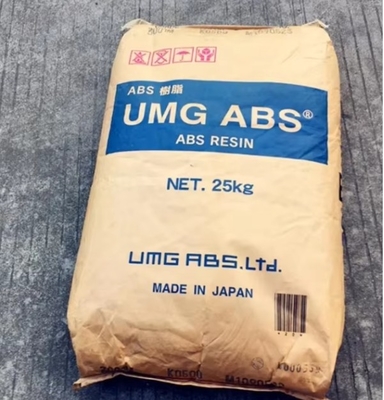 ABS 樹脂
UMG ABS®
ABS RESIN
NET. 25kg
UMG ABS.Ltd.
MADE IN JAPAN